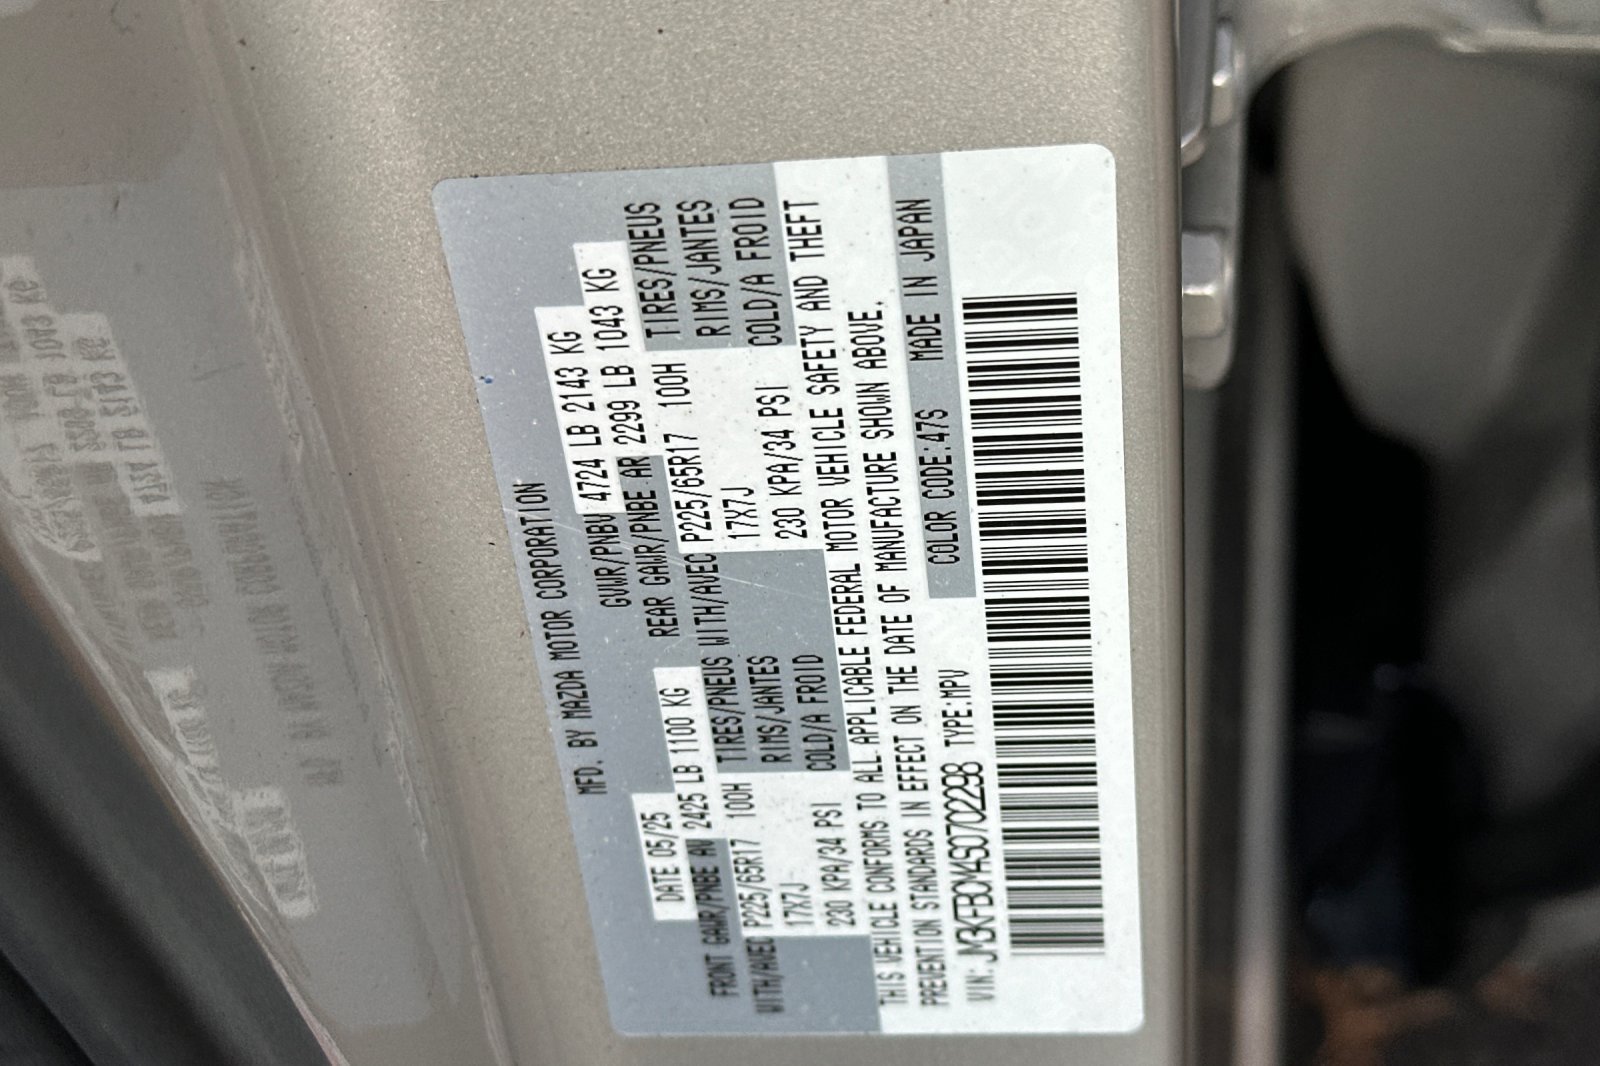 MFD. BY MAZDA MOTOR CORPORATION
DATE 05/25 GVWR/PNBV 4724 LB 2143 KG
FRONT GAWR/PNBE AV 2425 LB 1100 KG REAR GAWR/PNBE AR 2299 LB 1043 KG
WITH/AVEC P225/65R17 100H TIRES/PNEUS WITH/AVEC P225/65R17 100H TIRES/PNEUS
17X7J RIMS/JANTES 17X7J RIMS/JANTES
230 KPA/34 PSI COLD/A FROID 230 KPA/34 PSI COLD/A FROID
THIS VEHICLE CONFORMS TO ALL APPLICABLE FEDERAL MOTOR VEHICLE SAFETY AND THEFT
PREVENTION STANDARDS IN EFFECT ON THE DATE OF MANUFACTURE SHOWN ABOVE.
VIN: JM3KFBCM4S0702298 TYPE:MPV COLOR CODE:47S MADE IN JAPAN